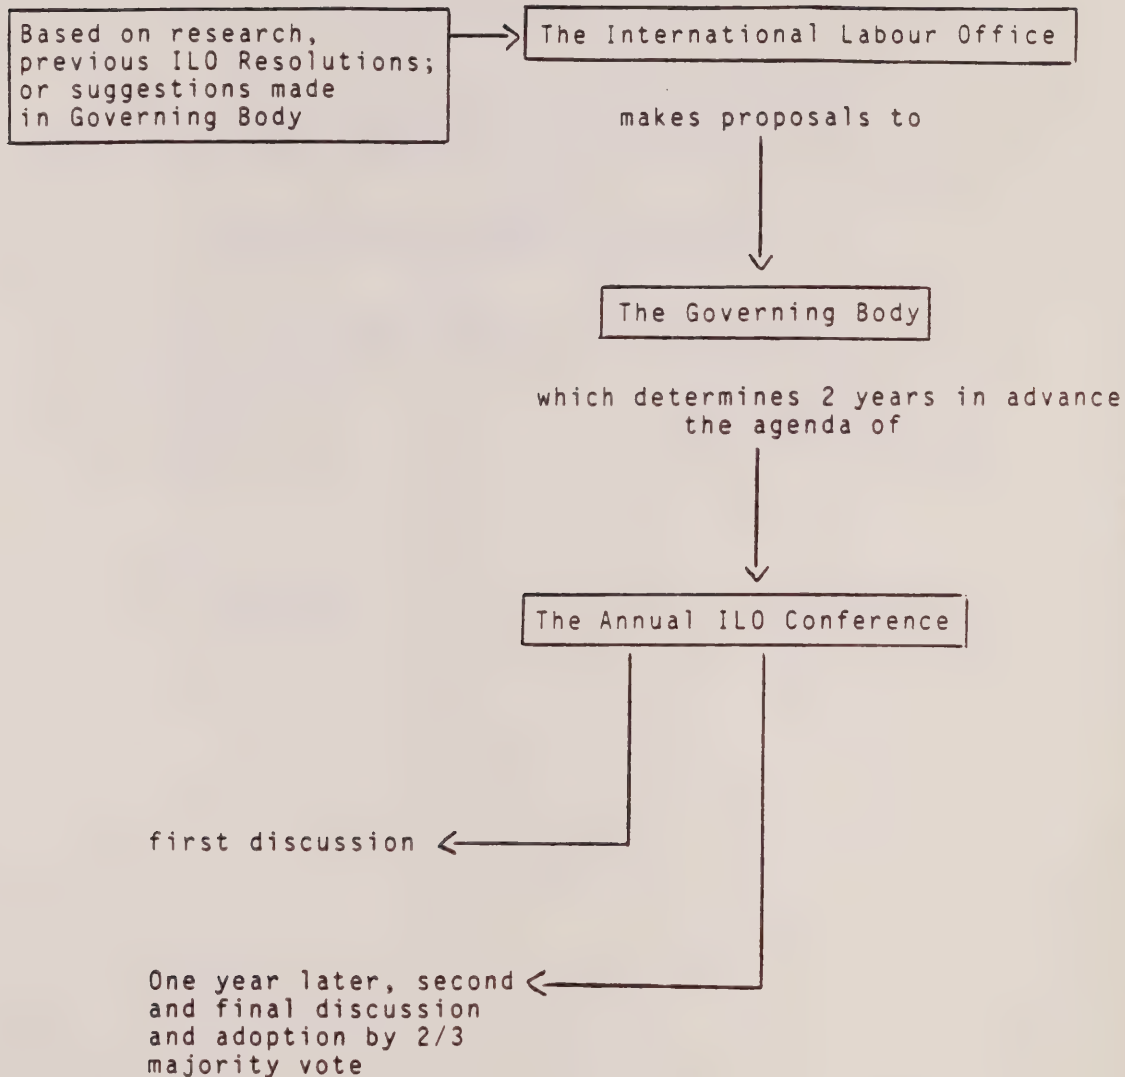 Based on research,
previous ILO Resolutions;
or suggestions made
in Governing Body
The International Labour Office
makes proposals to
The Governing Body
which determines 2 years in advance
the agenda of
The Annual ILO Conference
first discussion
One year later, second
and final discussion
and adoption by 2/3
majority vote